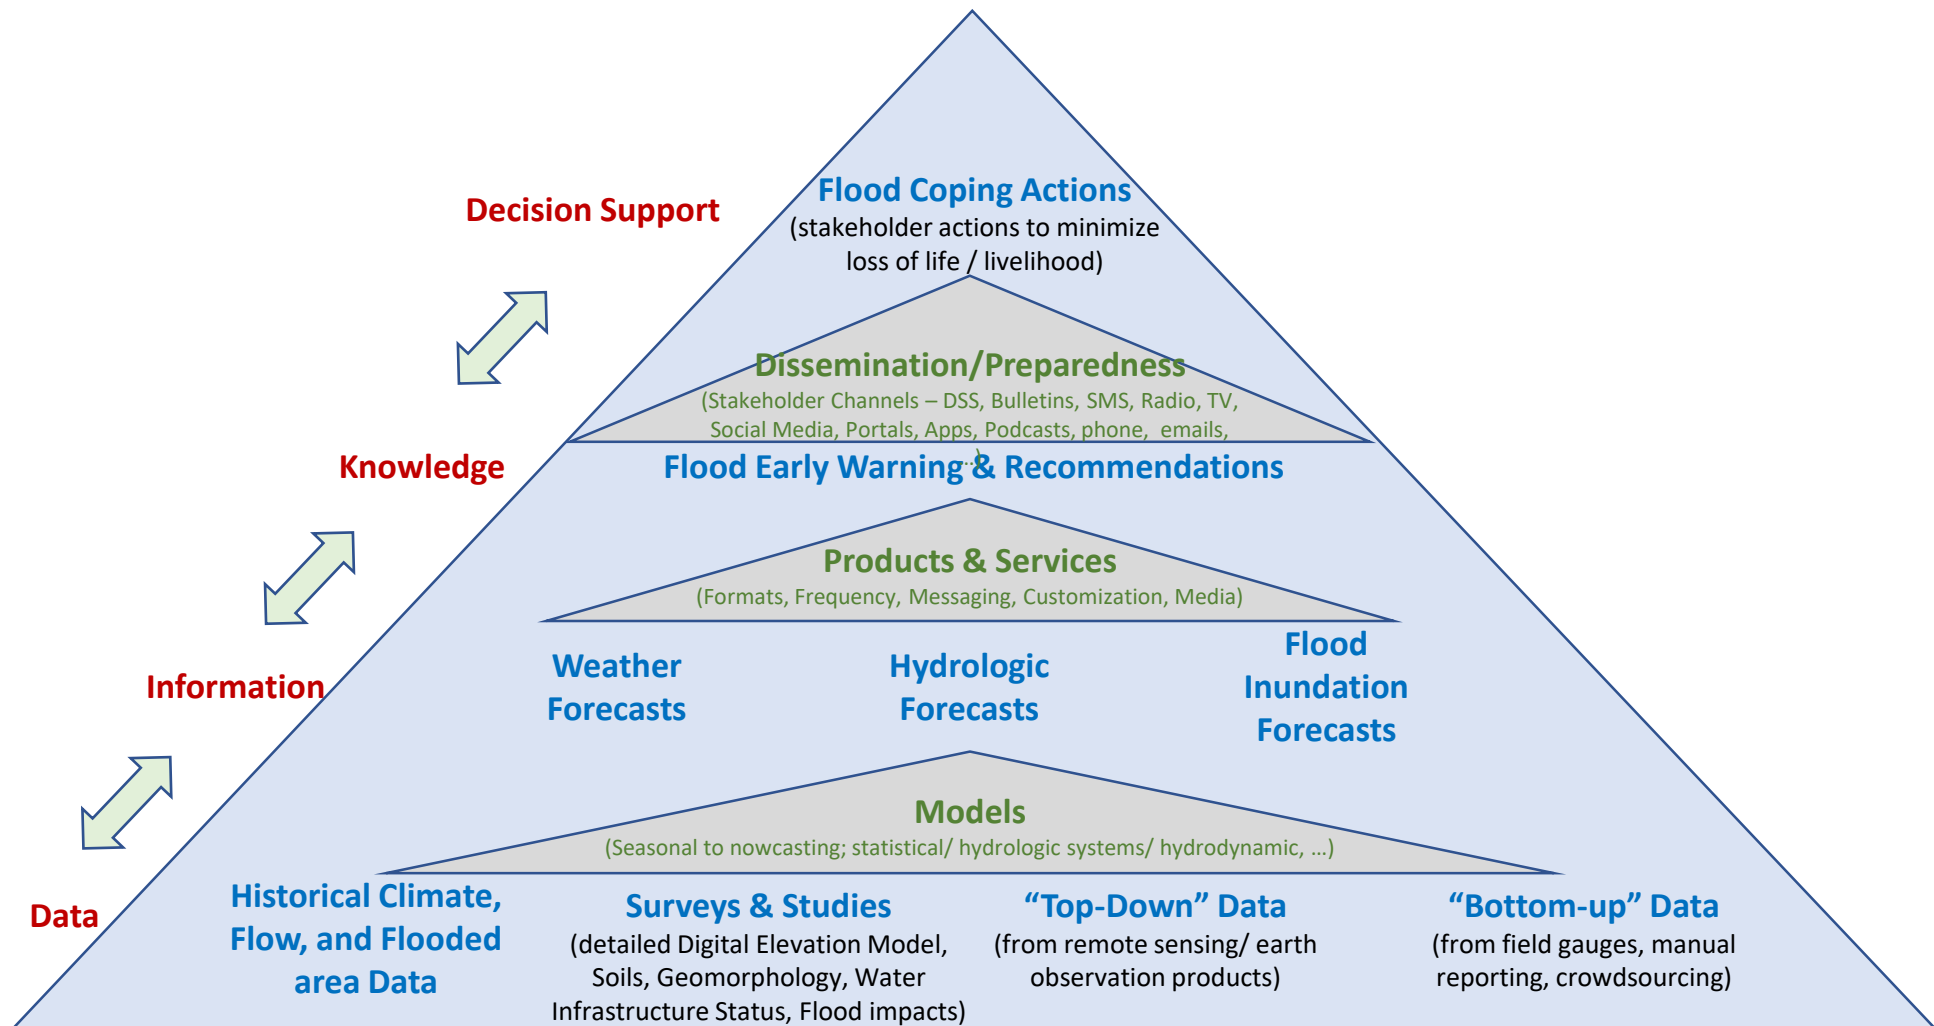 Decision Support
Flood Coping Actions
(stakeholder actions to minimize
loss of life / livelihood)
Dissemination/Preparedness
(Stakeholder Channels – DSS, Bulletins, SMS, Radio, TV,
Social Media, Portals, Apps, Podcasts, phone, emails,
...)
Knowledge
Flood Early Warning & Recommendations
Products & Services
(Formats, Frequency, Messaging, Customization, Media)
Information
Weather
Forecasts
Hydrologic
Forecasts
Flood
Inundation
Forecasts
Models
(Seasonal to nowcasting; statistical/ hydrologic systems/ hydrodynamic, ...)
Data
Historical Climate,
Flow, and Flooded
area Data
Surveys & Studies
(detailed Digital Elevation Model,
Soils, Geomorphology, Water
Infrastructure Status, Flood impacts)
“Top-Down” Data
(from remote sensing/ earth
observation products)
“Bottom-up” Data
(from field gauges, manual
reporting, crowdsourcing)